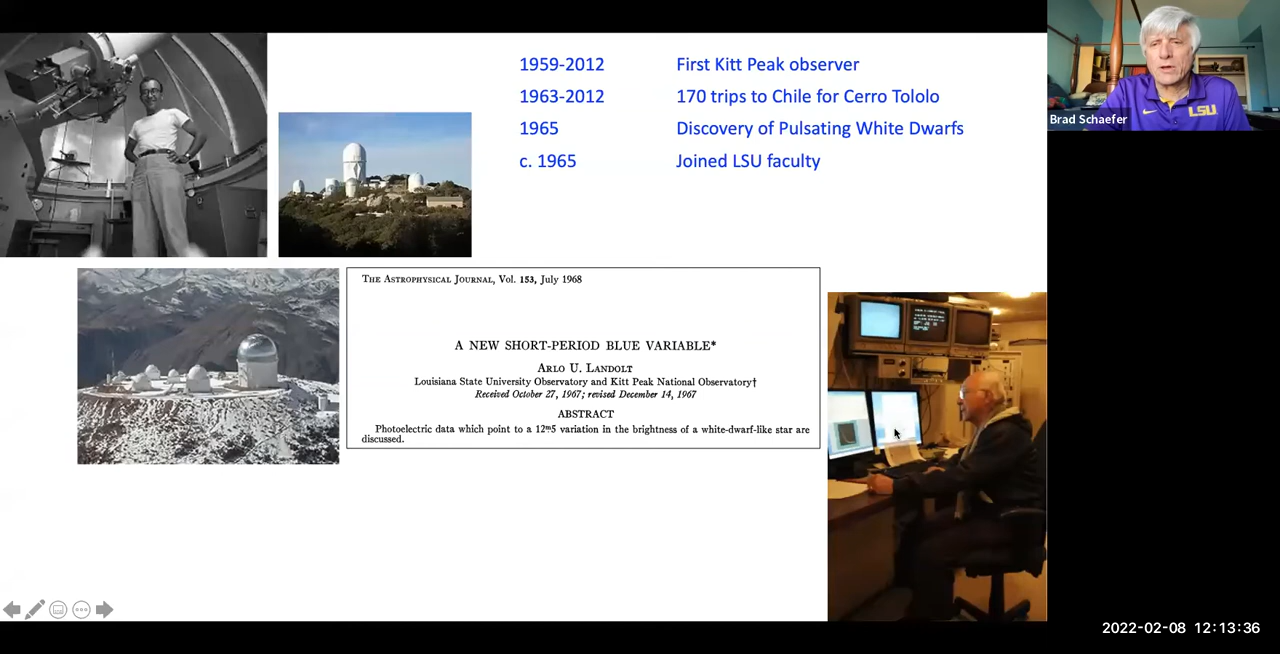 1959-2012 First Kitt Peak observer
1963-2012 170 trips to Chile for Cerro Tololo
1965 Discovery of Pulsating White Dwarfs
c. 1965 Joined LSU faculty
LSU
Brad Schaefer
THE ASTROPHYSICAL JOURNAL, Vol. 153, July 1968
A NEW SHORT-PERIOD BLUE VARIABLE*
ARLO U. LANDOLT
Louisiana State University Observatory and Kitt Peak National Observatory†
Received October 27, 1967; revised December 14, 1967
ABSTRACT
Photoelectric data which point to a 12ᵐ5 variation in the brightness of a white-dwarf-like star are
discussed.
2022-02-08 12:13:36